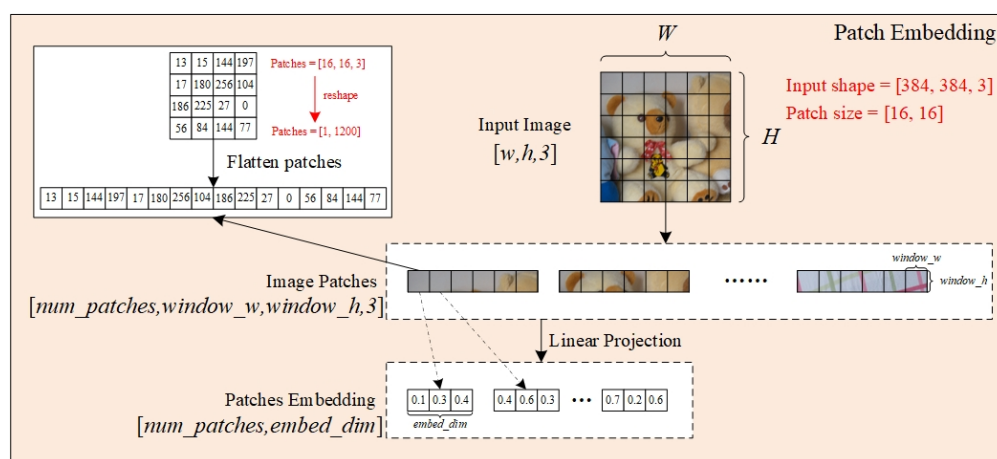 Patch Embedding
Input shape = [384, 384, 3]
Patch size = [16, 16]
W
H
Input Image
[w,h,3]
13 15 144 197
17 180 256 104
186 225 27 0
56 84 144 77
Patches = [16, 16, 3]
reshape
Patches = [1, 1200]
Flatten patches
13 15 144 197 17 180 256 104 186 225 27 0 56 84 144 77
Image Patches
[num_patches,window_w,window_h,3]
......
window_w
window_h
Linear Projection
Patches Embedding
[num_patches,embed_dim]
0.1 0.3 0.4 0.4 0.6 0.3 ... 0.7 0.2 0.6
embed_dim